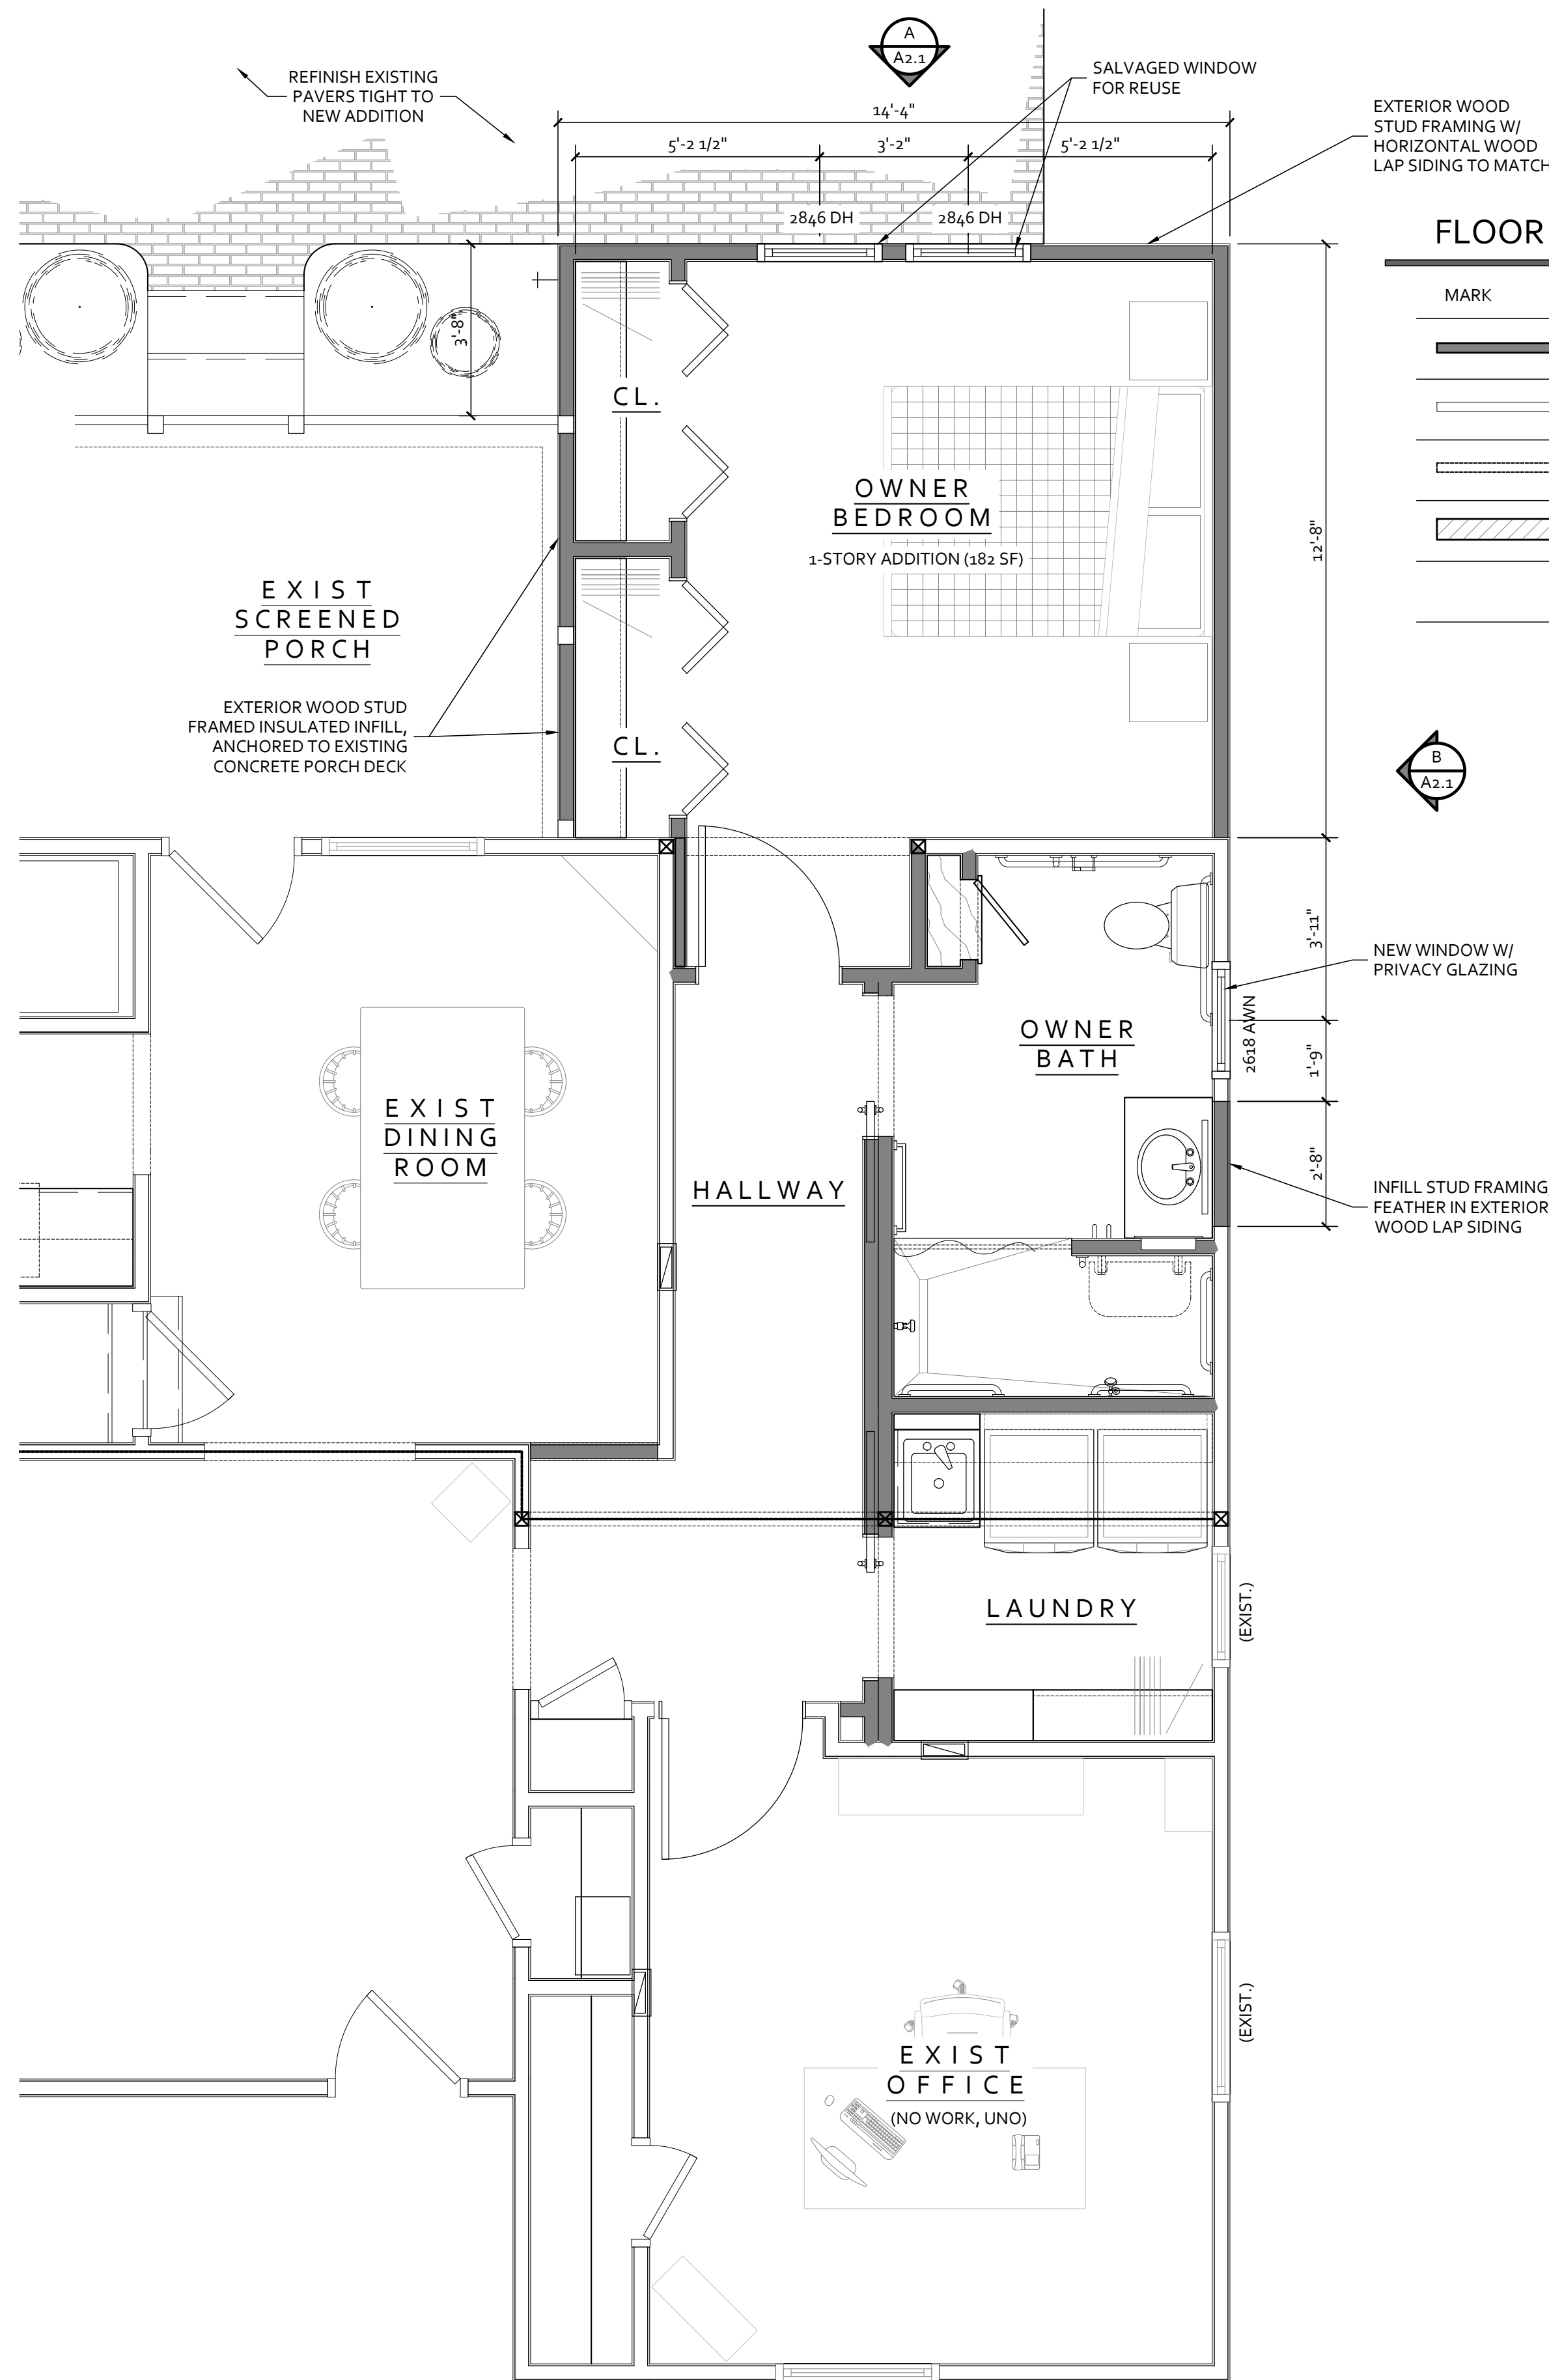 A
A2.1
REFINISH EXISTING
PAVERS TIGHT TO
NEW ADDITION
SALVAGED WINDOW
FOR REUSE
14'-4"
5'-2 1/2"
3'-2"
5'-2 1/2"
EXTERIOR WOOD
STUD FRAMING W/
HORIZONTAL WOOD
LAP SIDING TO MATCH
2846 DH
2846 DH
FLOOR
MARK
3'-8"
CL.
OWNER
BEDROOM
1-STORY ADDITION (182 SF)
12'-8"
EXIST
SCREENED
PORCH
EXTERIOR WOOD STUD
FRAMED INSULATED INFILL,
ANCHORED TO EXISTING
CONCRETE PORCH DECK
CL.
B
A2.1
3'-11"
NEW WINDOW W/
PRIVACY GLAZING
2618 AWN
OWNER
BATH
1'-9"
EXIST
DINING
ROOM
HALLWAY
2'-8"
INFILL STUD FRAMING,
FEATHER IN EXTERIOR
WOOD LAP SIDING
LAUNDRY
(EXIST.)
(EXIST.)
EXIST
OFFICE
(NO WORK, UNO)